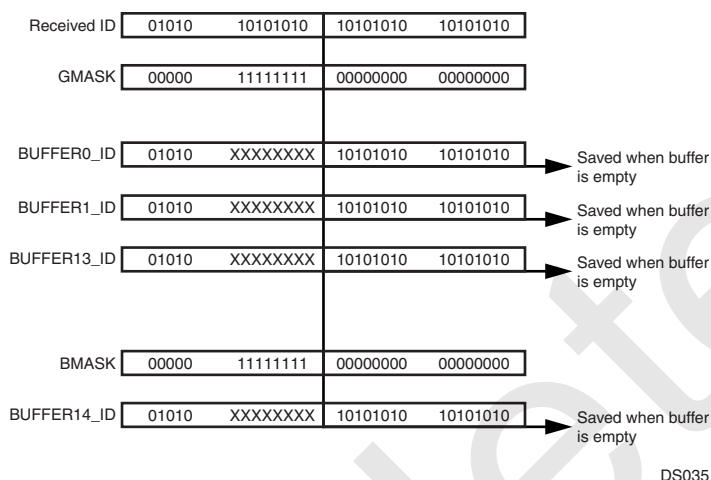 Received ID 01010 10101010 10101010 10101010
GMASK 00000 11111111 00000000 00000000
BUFFER0_ID 01010 XXXXXXXX 10101010 10101010
Saved when buffer
is empty
BUFFER1_ID 01010 XXXXXXXX 10101010 10101010
Saved when buffer
is empty
BUFFER13_ID 01010 XXXXXXXX 10101010 10101010
Saved when buffer
is empty
BMASK 00000 11111111 00000000 00000000
BUFFER14_ID 01010 XXXXXXXX 10101010 10101010
Saved when buffer
is empty
DS035